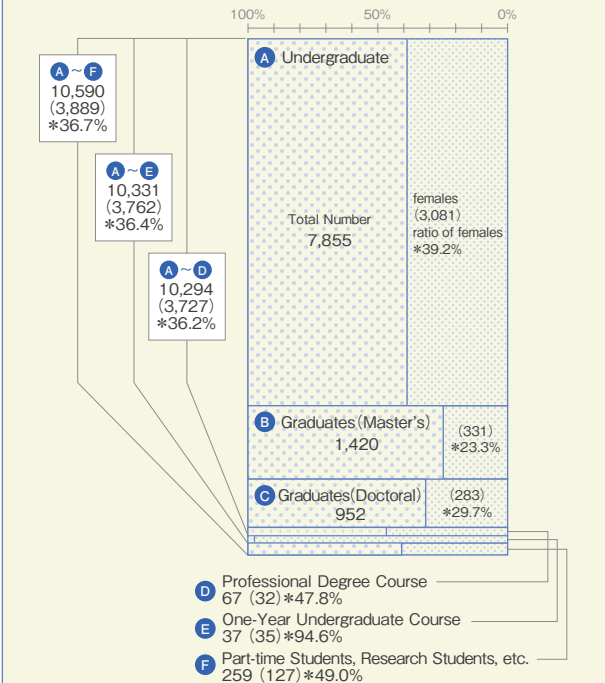 100% 50% 0%
A~F
10,590
(3,889)
*36.7%
A~E
10,331
(3,762)
*36.4%
A~D
10,294
(3,727)
*36.2%
A Undergraduate
Total Number
7,855
females
(3,081)
ratio of females
*39.2%
B Graduates(Master's)
1,420
(331)
*23.3%
C Graduates(Doctoral)
952
(283)
*29.7%
D Professional Degree Course
67 (32)*47.8%
E One-Year Undergraduate Course
37 (35)*94.6%
F Part-time Students, Research Students, etc.
259 (127)*49.0%